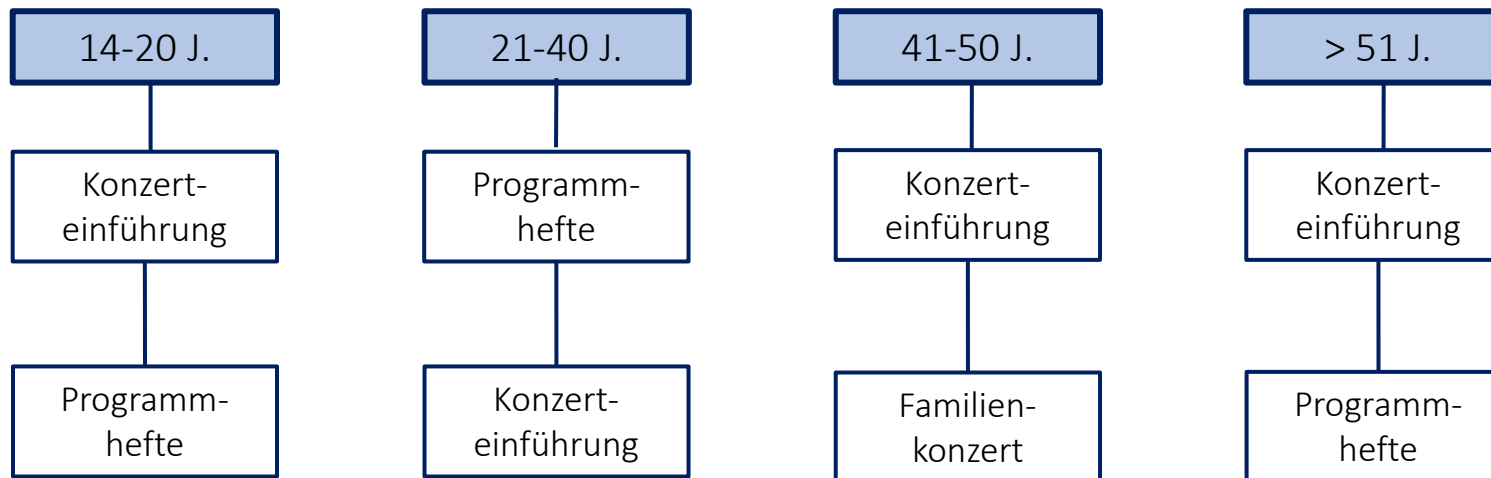 14-20 J.
21-40 J.
41-50 J.
> 51 J.
Konzert-
einführung
Programm-
hefte
Konzert-
einführung
Konzert-
einführung
Programm-
hefte
Konzert-
einführung
Familien-
konzert
Programm-
hefte